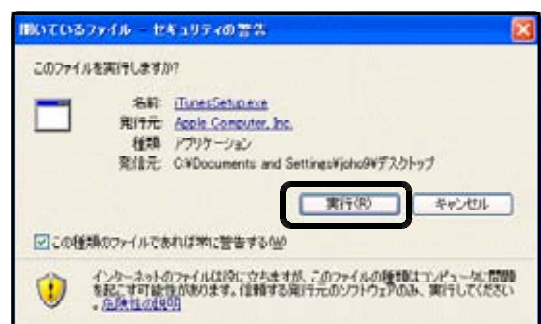 開いているファイル - セキュリティの警告
このファイルを実行しますか?
名前: iTunesSetup.exe
発行元: Apple Computer, Inc.
種類: アプリケーション
発信元: C:¥Documents and Settings¥joho9¥デスクトップ
実行(R)
キャンセル
この種類のファイルであれば常に警告する(W)
インターネットのファイルは役に立ちますが、このファイルの種類はコンピュータに問題
を起こす可能性があります。信頼する発行元のソフトウェアのみ、実行してください
。危険性の説明